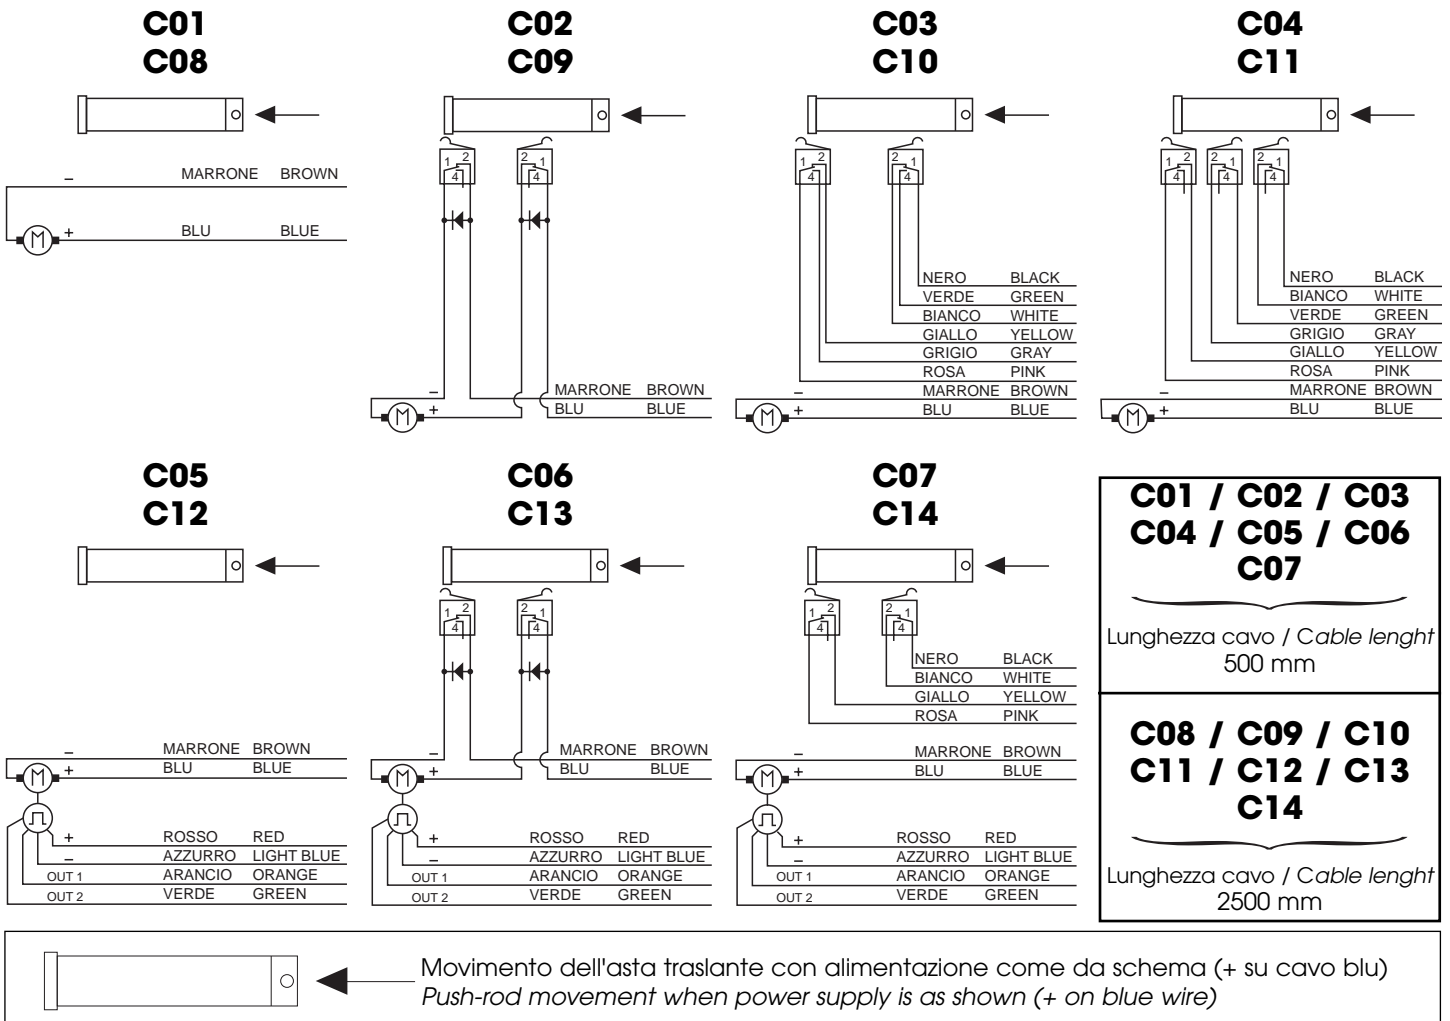 C01
C08
− MARRONE BROWN
M + BLU BLUE
C02
C09
1 2 4
2 1 4
− MARRONE BROWN
M + BLU BLUE
C03
C10
1 2 4
2 1 4
NERO BLACK
VERDE GREEN
BIANCO WHITE
GIALLO YELLOW
GRIGIO GRAY
ROSA PINK
− MARRONE BROWN
M + BLU BLUE
C04
C11
1 2 4
2 1 4
2 1 4
NERO BLACK
BIANCO WHITE
VERDE GREEN
GRIGIO GRAY
GIALLO YELLOW
ROSA PINK
− MARRONE BROWN
M + BLU BLUE
C05
C12
− MARRONE BROWN
M + BLU BLUE
+ ROSSO RED
− AZZURRO LIGHT BLUE
OUT 1 ARANCIO ORANGE
OUT 2 VERDE GREEN
C06
C13
1 2 4
2 1 4
− MARRONE BROWN
M + BLU BLUE
+ ROSSO RED
− AZZURRO LIGHT BLUE
OUT 1 ARANCIO ORANGE
OUT 2 VERDE GREEN
C07
C14
1 2 4
2 1 4
NERO BLACK
BIANCO WHITE
GIALLO YELLOW
ROSA PINK
− MARRONE BROWN
M + BLU BLUE
+ ROSSO RED
− AZZURRO LIGHT BLUE
OUT 1 ARANCIO ORANGE
OUT 2 VERDE GREEN
C01 / C02 / C03
C04 / C05 / C06
C07
Lunghezza cavo / Cable lenght
500 mm
C08 / C09 / C10
C11 / C12 / C13
C14
Lunghezza cavo / Cable lenght
2500 mm
Movimento dell'asta traslante con alimentazione come da schema (+ su cavo blu)
Push-rod movement when power supply is as shown (+ on blue wire)